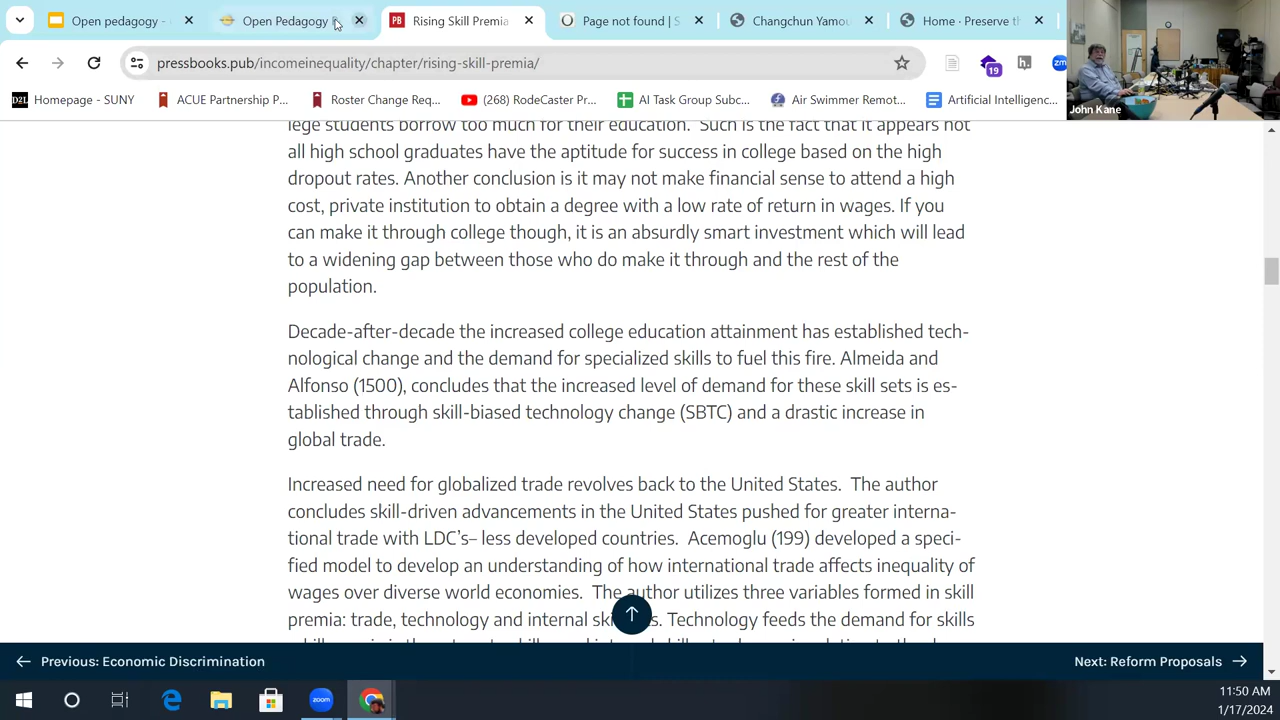 Open pedagogy -
Open Pedagogy
Rising Skill Premia
Page not found | S
Changchun Yamou
Home · Preserve th
pressbooks.pub/incomeinequality/chapter/rising-skill-premia/
19
h.
zm
D2L Homepage - SUNY
ACUE Partnership P...
Roster Change Req...
(268) RodeCaster Pr...
AI Task Group Subc...
Air Swimmer Remot...
Artificial Intelligenc...
John Kane
lege students borrow too much for their education.  Such is the fact that it appears not
all high school graduates have the aptitude for success in college based on the high
dropout rates. Another conclusion is it may not make financial sense to attend a high
cost, private institution to obtain a degree with a low rate of return in wages. If you
can make it through college though, it is an absurdly smart investment which will lead
to a widening gap between those who do make it through and the rest of the
population.
Decade-after-decade the increased college education attainment has established tech-
nological change and the demand for specialized skills to fuel this fire. Almeida and
Alfonso (1500), concludes that the increased level of demand for these skill sets is es-
tablished through skill-biased technology change (SBTC) and a drastic increase in
global trade.
Increased need for globalized trade revolves back to the United States.  The author
concludes skill-driven advancements in the United States pushed for greater interna-
tional trade with LDC's– less developed countries.  Acemoglu (199) developed a speci-
fied model to develop an understanding of how international trade affects inequality of
wages over diverse world economies.  The author utilizes three variables formed in skill
premia: trade, technology and internal ski s. Technology feeds the demand for skills
Previous: Economic Discrimination
Next: Reform Proposals
zoom
11:50 AM
1/17/2024